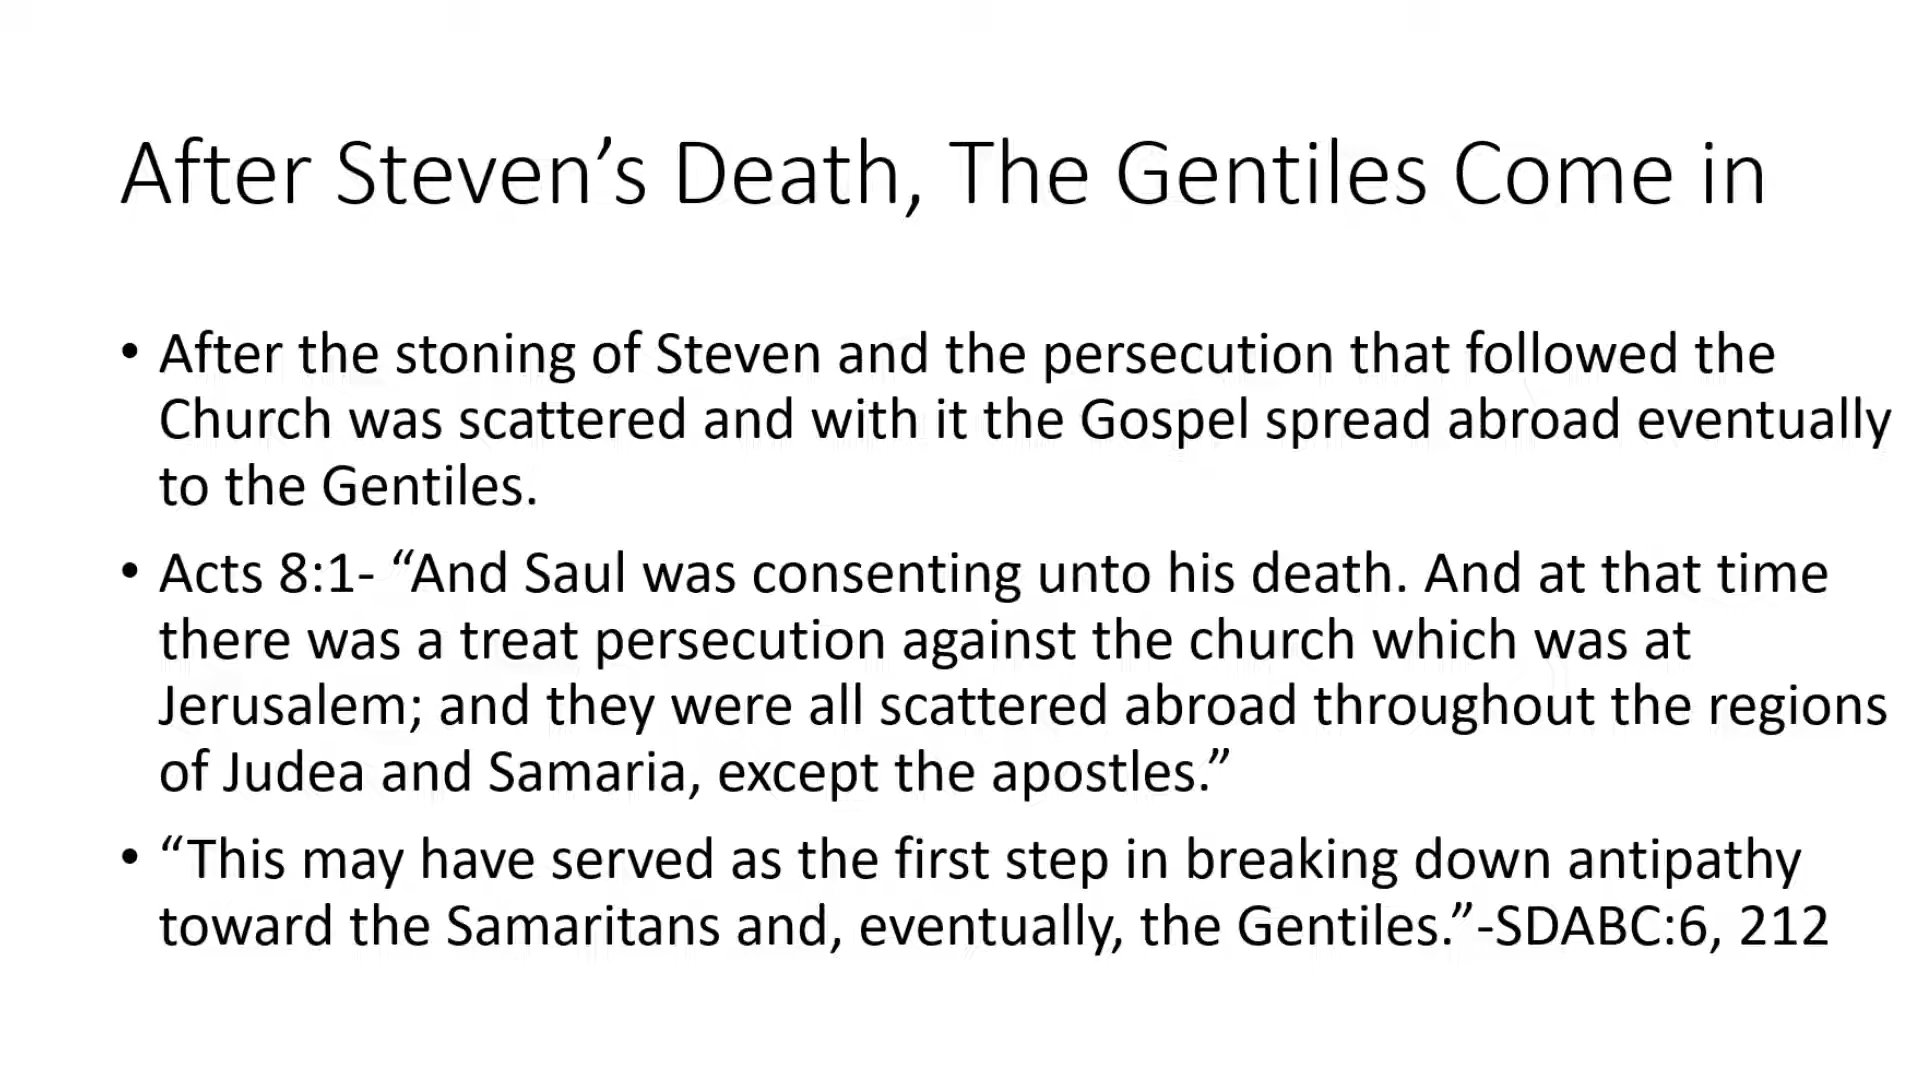 After Steven’s Death, The Gentiles Come in
• After the stoning of Steven and the persecution that followed the
Church was scattered and with it the Gospel spread abroad eventually
to the Gentiles.
• Acts 8:1- “And Saul was consenting unto his death. And at that time
there was a treat persecution against the church which was at
Jerusalem; and they were all scattered abroad throughout the regions
of Judea and Samaria, except the apostles.”
• “This may have served as the first step in breaking down antipathy
toward the Samaritans and, eventually, the Gentiles.”-SDABC:6, 212